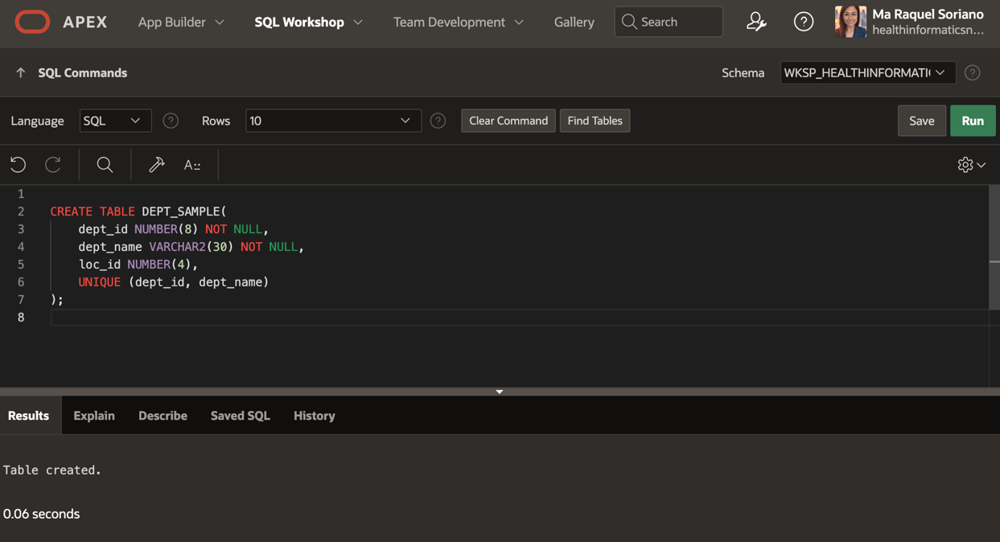 APEX App Builder SQL Workshop Team Development Gallery Search ? Ma Raquel Soriano
healthinformaticsn...
SQL Commands Schema WKSP_HEALTHINFORMATI ?
Language SQL ? Rows 10 ? Clear Command Find Tables Save Run
A::
1
2 CREATE TABLE DEPT_SAMPLE(
3 dept_id NUMBER(8) NOT NULL,
4 dept_name VARCHAR2(30) NOT NULL,
5 loc_id NUMBER(4),
6 UNIQUE (dept_id, dept_name)
7 );
8
Results Explain Describe Saved SQL History
Table created.
0.06 seconds